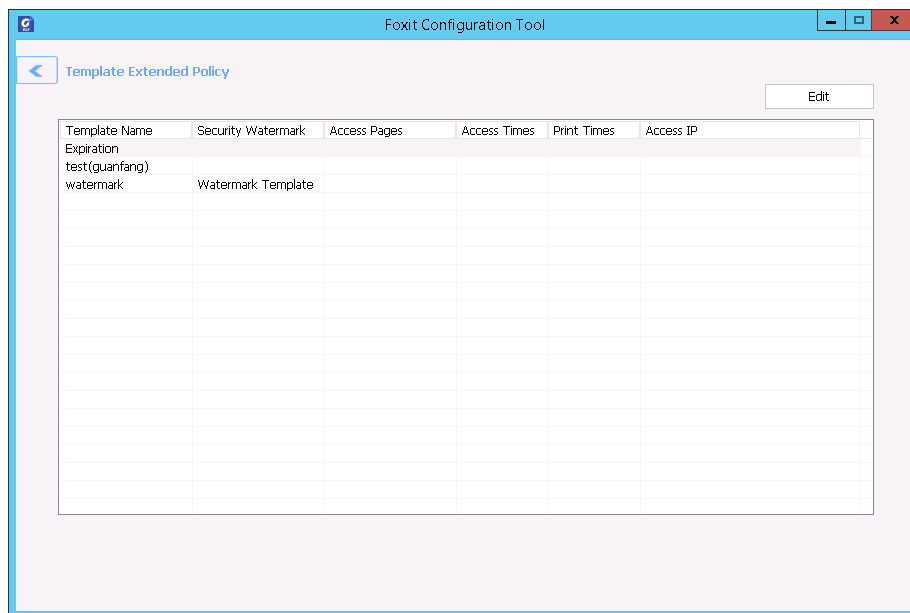 Foxit Configuration Tool
Template Extended Policy
Edit
Template Name Security Watermark Access Pages Access Times Print Times Access IP
Expiration
test(guanfang)
watermark Watermark Template